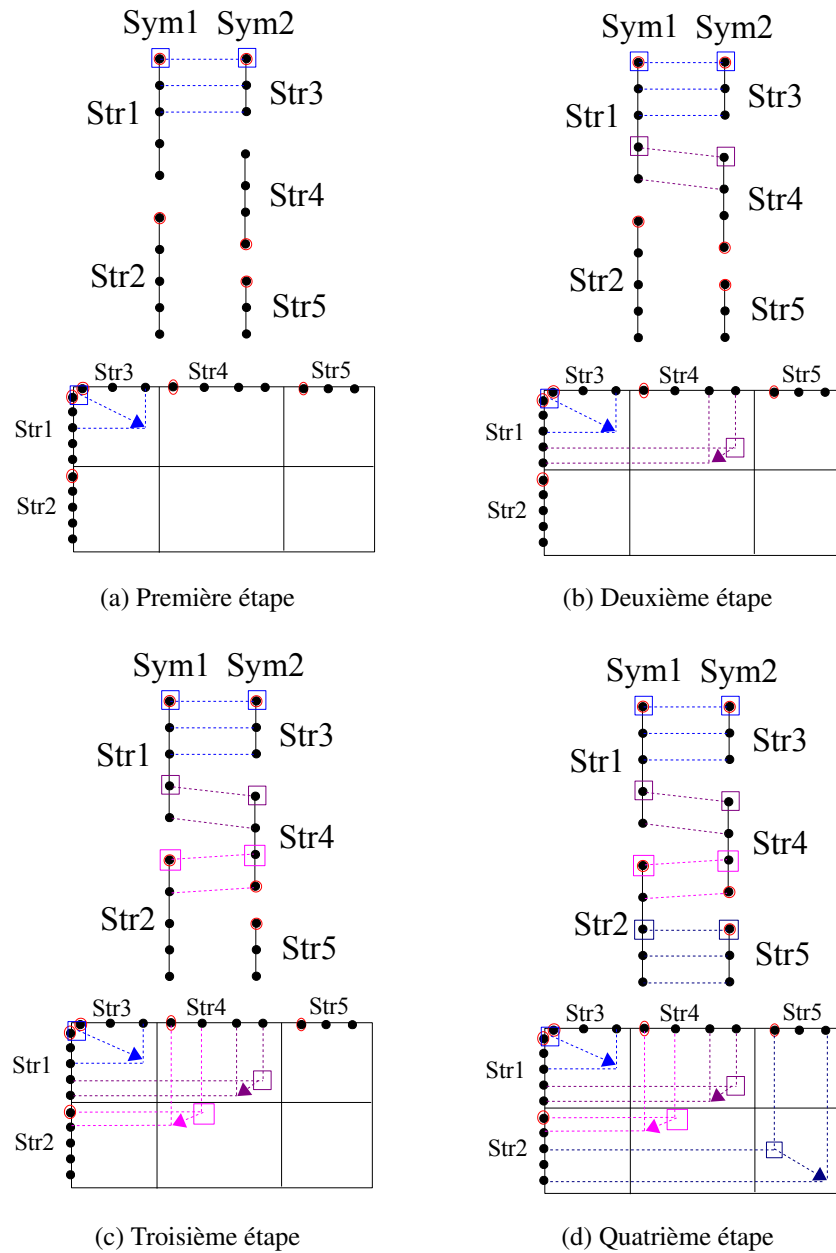 Sym1 Sym2
Str1
Str3
Str4
Str2
Str5
Str3 Str4 Str5
Str1
Str2
(a) Première étape
Sym1 Sym2
Str3
Str1
Str4
Str2
Str5
Str3 Str4 Str5
Str1
Str2
(b) Deuxième étape
Sym1 Sym2
Str3
Str1
Str4
Str2
Str5
Str3 Str4 Str5
Str1
Str2
(c) Troisième étape
Sym1 Sym2
Str3
Str1
Str4
Str2
Str5
Str3 Str4 Str5
Str1
Str2
(d) Quatrième étape